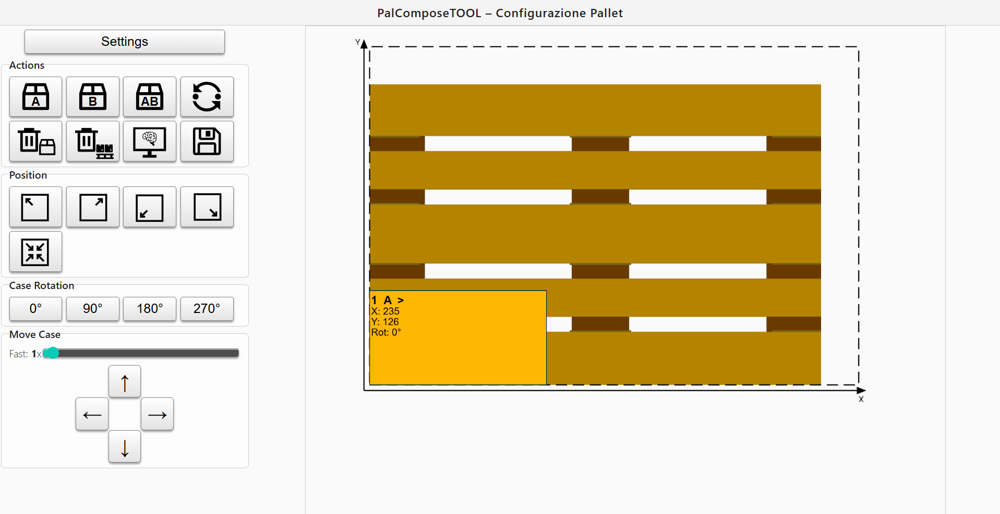 PalComposeTOOL – Configurazione Pallet
Settings
Actions
A
B
AB
Position
Case Rotation
0°
90°
180°
270°
Move Case
Fast: 1x
↑
←
→
↓
Y
1 A >
X: 235
Y: 126
Rot: 0°
X